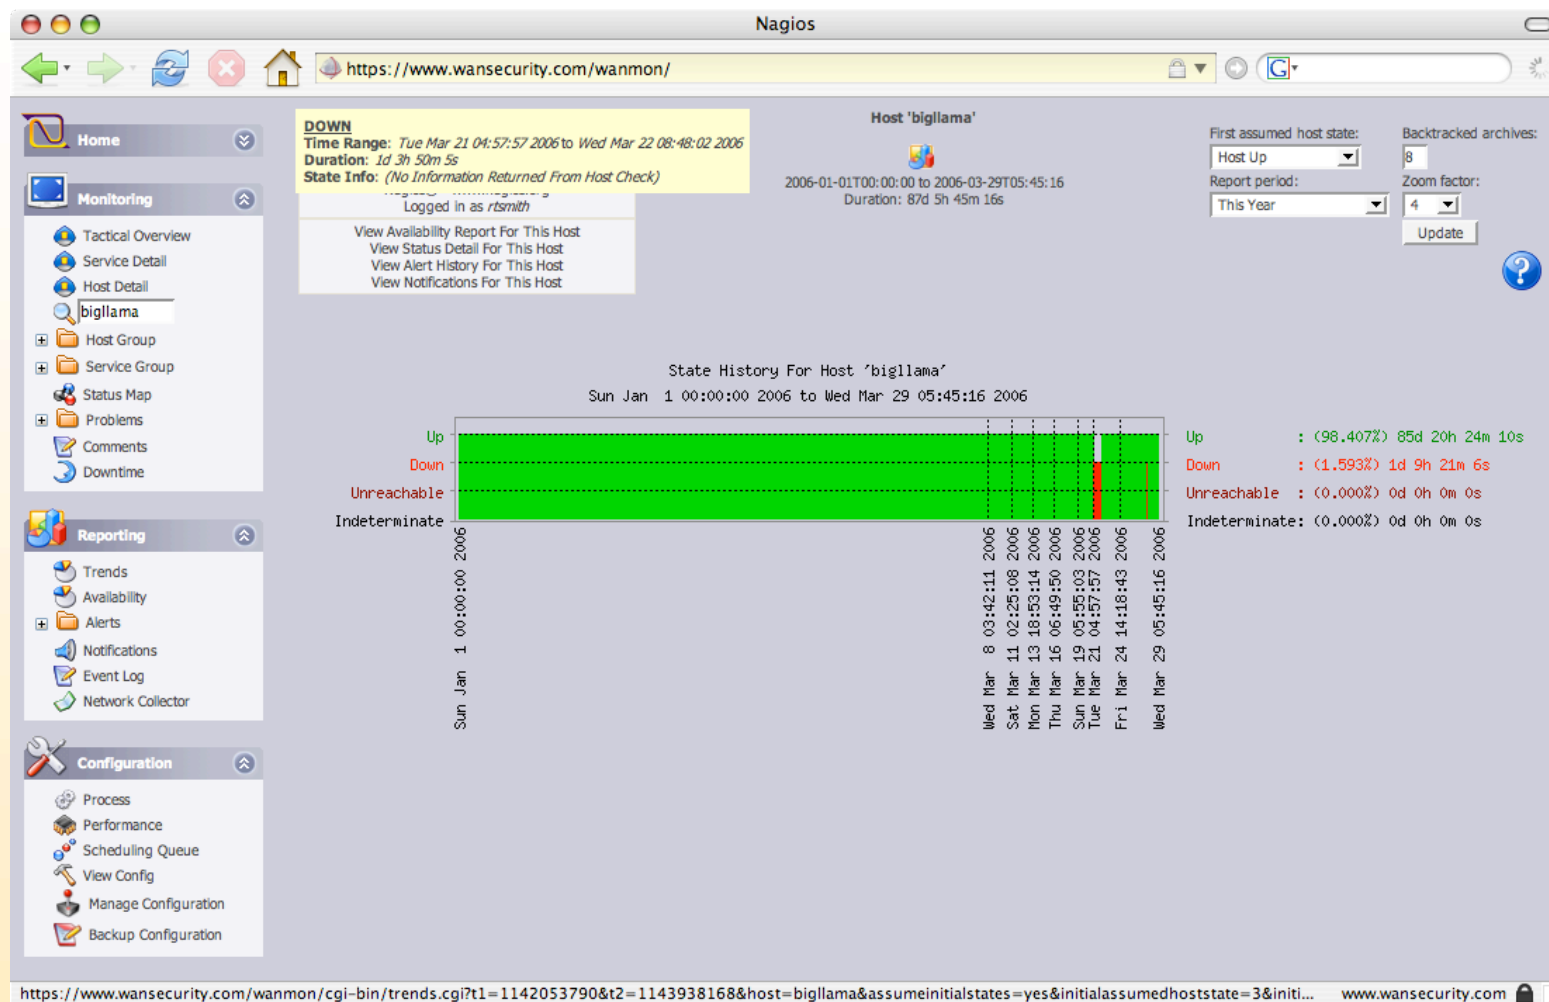 Nagios
https://www.wansecurity.com/wanmon/
G
Home
Monitoring
Tactical Overview
Service Detail
Host Detail
bigllama
Host Group
Service Group
Status Map
Problems
Comments
Downtime
Reporting
Trends
Availability
Alerts
Notifications
Event Log
Network Collector
Configuration
Process
Performance
Scheduling Queue
View Config
Manage Configuration
Backup Configuration
DOWN
Time Range: Tue Mar 21 04:57:57 2006 to Wed Mar 22 08:48:02 2006
Duration: 1d 3h 50m 5s
State Info: (No Information Returned From Host Check)
Logged in as rtsmith
View Availability Report For This Host
View Status Detail For This Host
View Alert History For This Host
View Notifications For This Host
Host 'bigllama'
2006-01-01T00:00:00 to 2006-03-29T05:45:16
Duration: 87d 5h 45m 16s
First assumed host state:
Host Up
Report period:
This Year
Backtracked archives:
8
Zoom factor:
4
Update
?
State History For Host 'bigllama'
Sun Jan 1 00:00:00 2006 to Wed Mar 29 05:45:16 2006
Up
Down
Unreachable
Indeterminate
Up : (98.407%) 85d 20h 24m 10s
Down : (1.593%) 1d 9h 21m 6s
Unreachable : (0.000%) 0d 0h 0m 0s
Indeterminate: (0.000%) 0d 0h 0m 0s
Sun Jan 1 00:00:00 2006
Wed Mar 8 03:42:11 2006
Sat Mar 11 02:25:08 2006
Mon Mar 13 18:53:14 2006
Thu Mar 16 06:49:50 2006
Sun Mar 19 05:55:03 2006
Tue Mar 21 04:57:57 2006
Fri Mar 24 14:18:43 2006
Wed Mar 29 05:45:16 2006
https://www.wansecurity.com/wanmon/cgi-bin/trends.cgi?t1=1142053790&t2=1143938168&host=bigllama&assumeinitialstates=yes&initialassumedhoststate=3&initi...
www.wansecurity.com